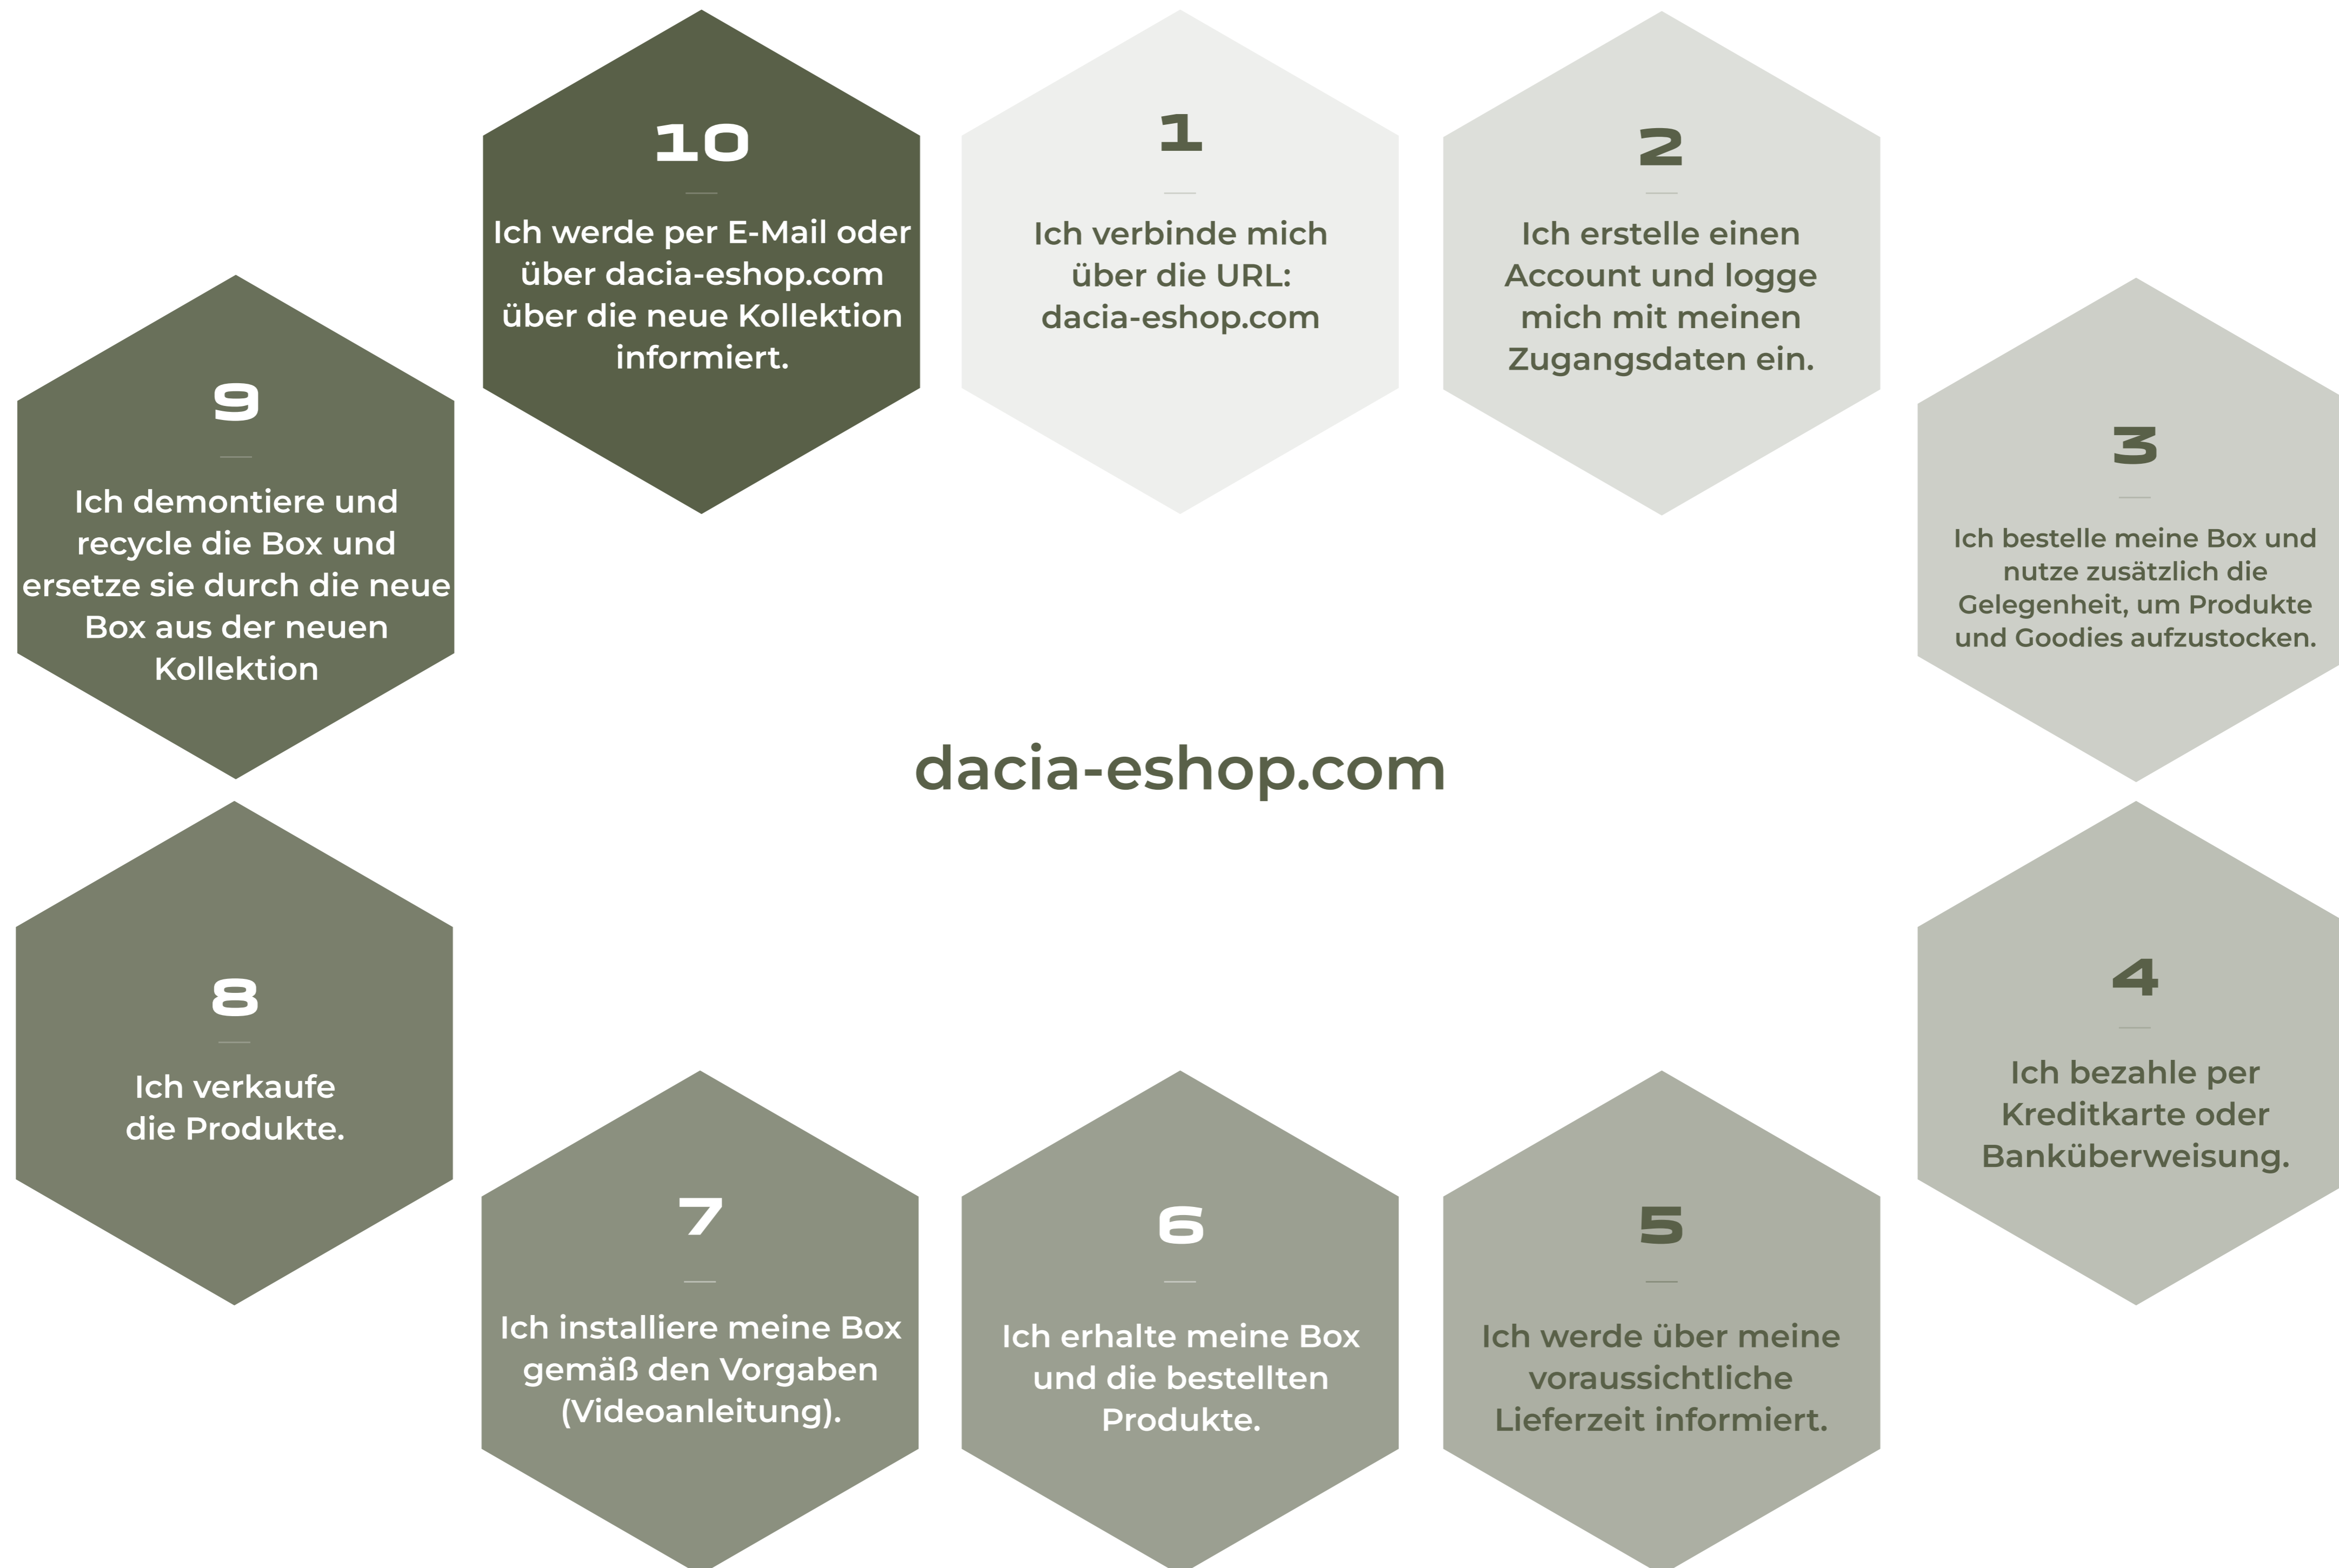 1
Ich verbinde mich
über die URL:
dacia-eshop.com
2
Ich erstelle einen
Account und logge
mich mit meinen
Zugangsdaten ein.
3
Ich bestelle meine Box und
nutze zusätzlich die
Gelegenheit, um Produkte
und Goodies aufzustocken.
4
Ich bezahle per
Kreditkarte oder
Banküberweisung.
5
Ich werde über meine
voraussichtliche
Lieferzeit informiert.
6
Ich erhalte meine Box
und die bestellten
Produkte.
7
Ich installiere meine Box
gemäß den Vorgaben
(Videoanleitung).
8
Ich verkaufe
die Produkte.
9
Ich demontiere und
recycle die Box und
ersetze sie durch die neue
Box aus der neuen
Kollektion
10
Ich werde per E-Mail oder
über dacia-eshop.com
über die neue Kollektion
informiert.
dacia-eshop.com